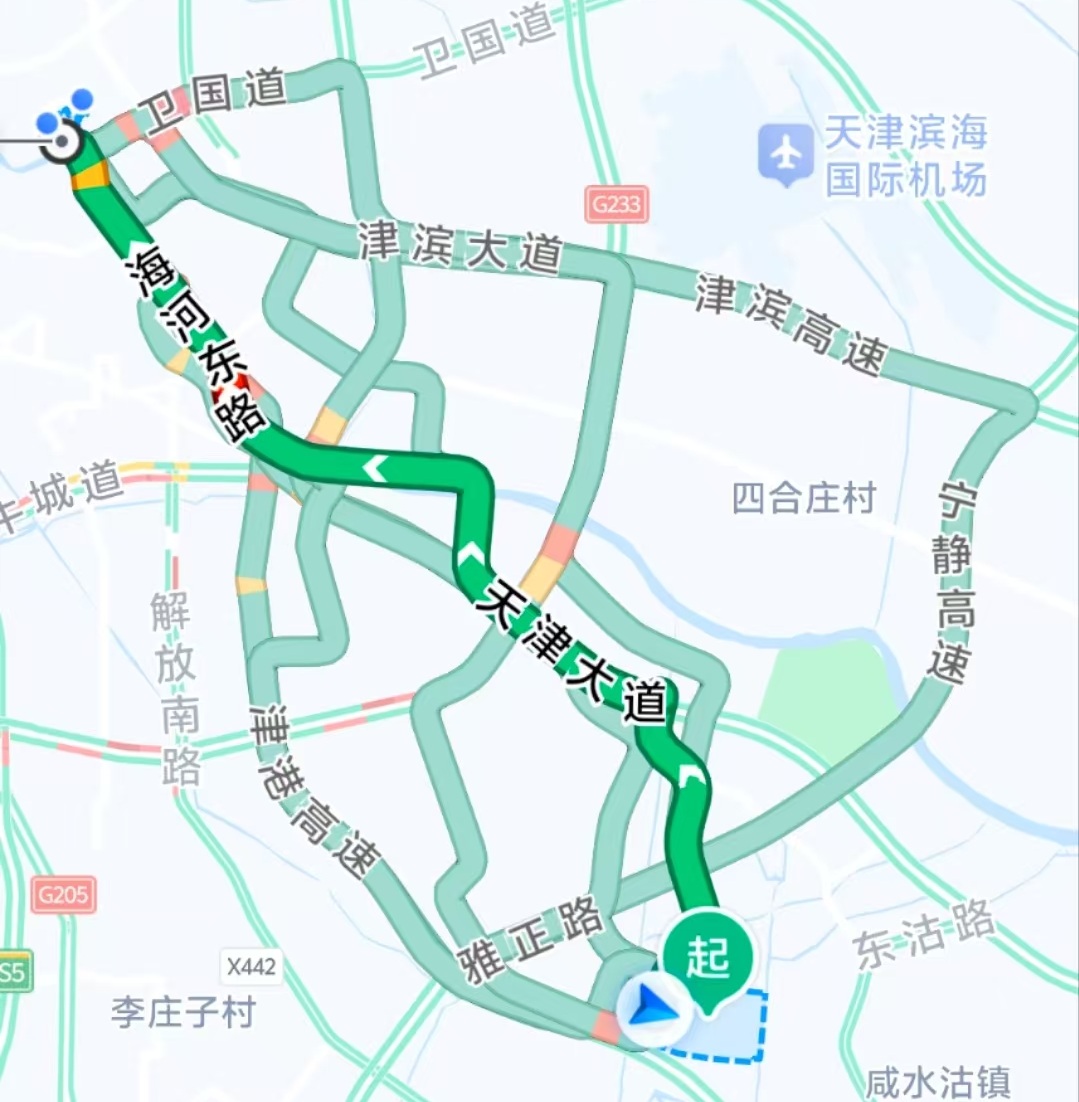 卫国道
卫国道
天津滨海
国际机场
G233
津滨大道
津滨高速
海河东路
城道
四合庄村
宁静高速
解放南路
天津大道
津港高速
G205
雅正路
起
东沽路
S5
X442
李庄子村
咸水沽镇